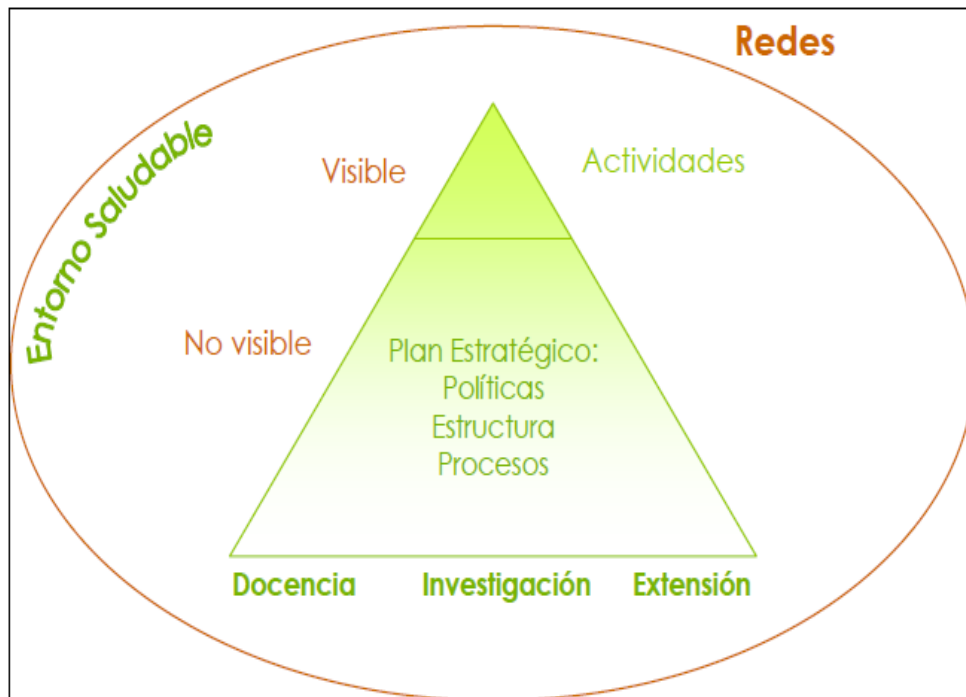 Redes
Entorno Saludable
Visible
Actividades
No visible
Plan Estratégico:
Políticas
Estructura
Procesos
Docencia
Investigación
Extensión